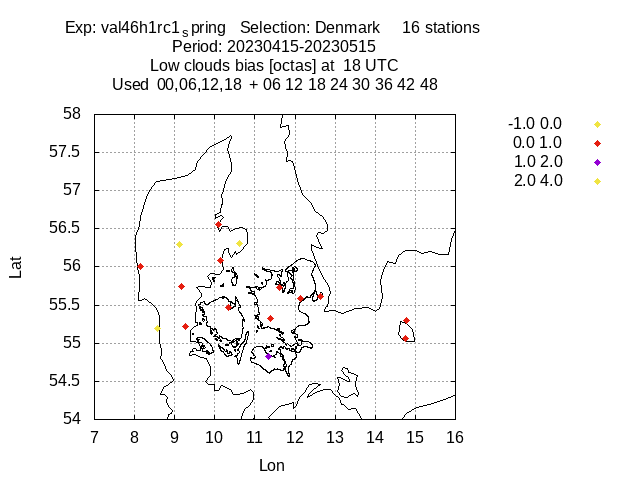 Exp: val46h1rc1spring   Selection: Denmark     16 stations
Period: 20230415-20230515
Low clouds bias [octas] at  18 UTC
Used  00,06,12,18  + 06 12 18 24 30 36 42 48
-1.0 0.0
0.0 1.0
1.0 2.0
2.0 4.0
58
57.5
57
56.5
56
55.5
55
54.5
54
Lat
7 8 9 10 11 12 13 14 15 16
Lon